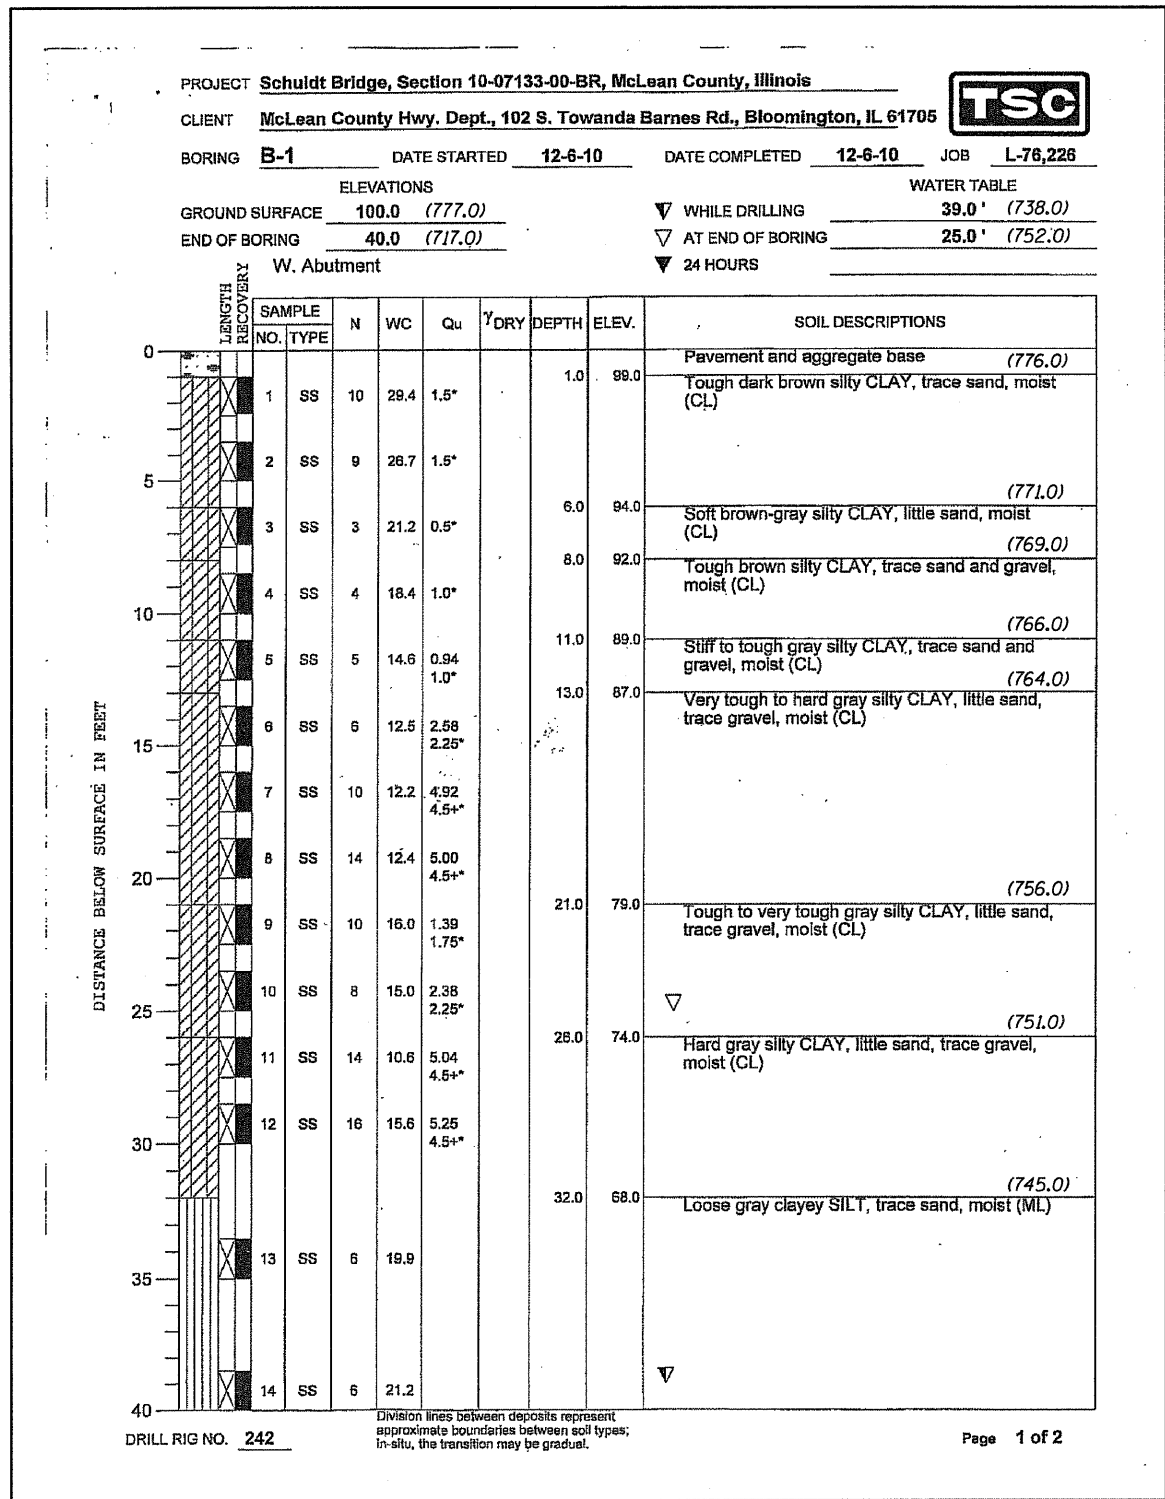 PROJECT Schuldt Bridge, Section 10-07133-00-BR, McLean County, Illinois
TSC
CLIENT McLean County Hwy. Dept., 102 S. Towanda Barnes Rd., Bloomington, IL 61705
BORING B-1 DATE STARTED 12-6-10 DATE COMPLETED 12-6-10 JOB L-76,226
ELEVATIONS WATER TABLE
GROUND SURFACE 100.0 (777.0) WHILE DRILLING 39.0 ' (738.0)
END OF BORING 40.0 (717.0) AT END OF BORING 25.0 ' (752.0)
W. Abutment 24 HOURS
LENGTH RECOVERY SAMPLE N WC Qu γDRY DEPTH ELEV. SOIL DESCRIPTIONS
NO. TYPE
0 Pavement and aggregate base (776.0)
1.0 99.0 Tough dark brown silty CLAY, trace sand, moist
1 SS 10 29.4 1.5* (CL)
2 SS 9 26.7 1.5*
5 (771.0)
6.0 94.0 Soft brown-gray silty CLAY, little sand, moist
3 SS 3 21.2 0.5* (CL)
(769.0)
8.0 92.0 Tough brown silty CLAY, trace sand and gravel,
4 SS 4 18.4 1.0* moist (CL)
10 (766.0)
11.0 89.0 Stiff to tough gray silty CLAY, trace sand and
5 SS 5 14.6 0.94 gravel, moist (CL)
1.0* (764.0)
13.0 87.0 Very tough to hard gray silty CLAY, little sand,
6 SS 6 12.5 2.58 trace gravel, moist (CL)
15 2.25*
7 SS 10 12.2 4.92
4.5+*
8 SS 14 12.4 5.00
20 4.5+*
(756.0)
21.0 79.0 Tough to very tough gray silty CLAY, little sand,
9 SS 10 16.0 1.39 trace gravel, moist (CL)
1.75*
10 SS 8 15.0 2.38
25 2.25*
(751.0)
26.0 74.0 Hard gray silty CLAY, little sand, trace gravel,
11 SS 14 10.6 5.04 moist (CL)
4.5+*
12 SS 16 15.6 5.25
30 4.5+*
(745.0)
32.0 68.0 Loose gray clayey SILT, trace sand, moist (ML)
13 SS 6 19.9
35
14 SS 6 21.2
40
DISTANCE BELOW SURFACE IN FEET
Division lines between deposits represent
approximate boundaries between soil types;
in-situ, the transition may be gradual.
DRILL RIG NO. 242 Page 1 of 2